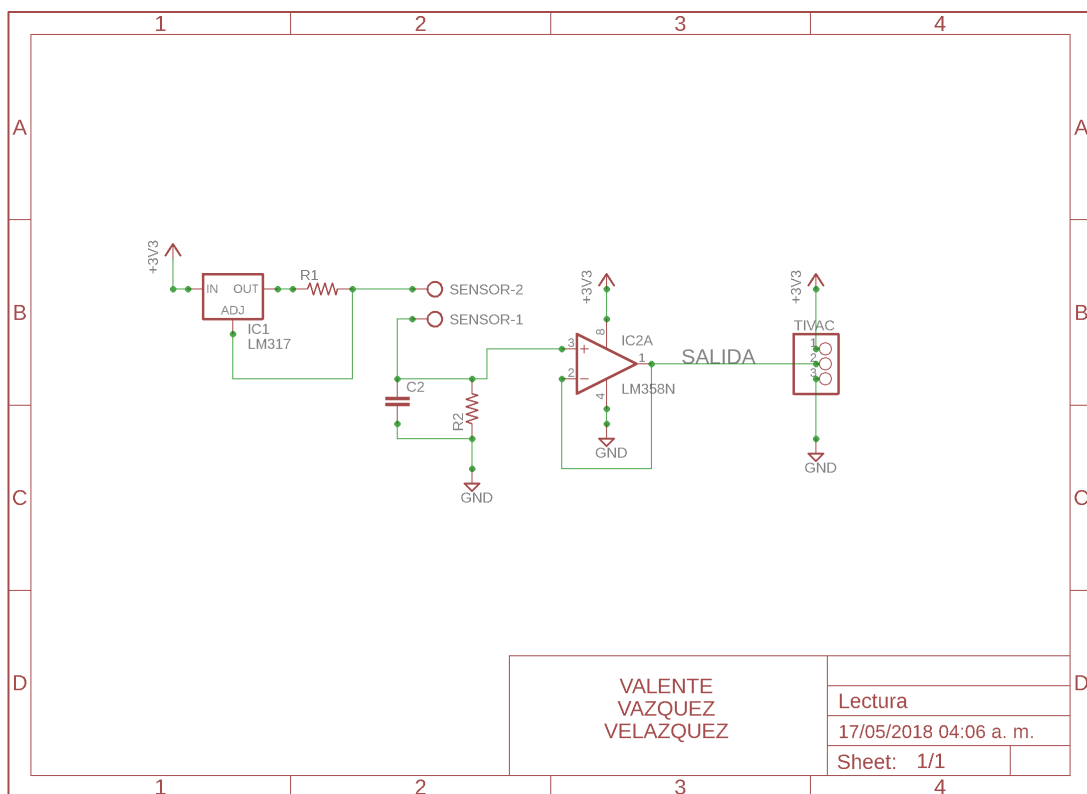 1 2 3 4
A A
+3V3 IN OUT ADJ IC1 LM317
R1
SENSOR-2
SENSOR-1
C2
R2
GND
+3V3
8
3 + IC2A
1
2 - LM358N
4
GND
SALIDA
+3V3
TIVAC
1
2
3
GND
B B
C C
D D
VALENTE
VAZQUEZ
VELAZQUEZ
Lectura
17/05/2018 04:06 a. m.
Sheet: 1/1
1 2 3 4